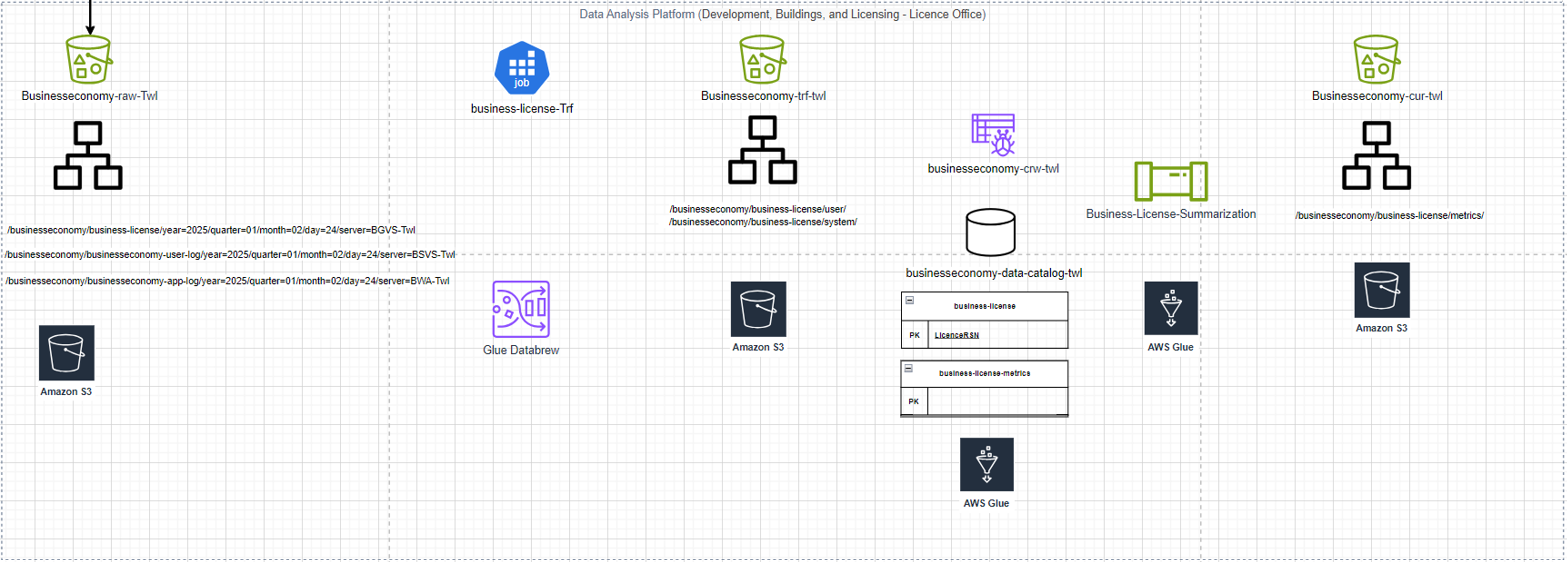 Data Analysis Platform (Development, Buildings, and Licensing - Licence Office)
Businesseconomy-raw-Twl
/businesseconomy/business-license/year=2025/quarter=01/month=02/day=24/server=BGVS-Twl
/businesseconomy/businesseconomy-user-log/year=2025/quarter=01/month=02/day=24/server=BSVS-Twl
/businesseconomy/businesseconomy-app-log/year=2025/quarter=01/month=02/day=24/server=BWA-Twl
Amazon S3
job
business-license-Trf
Glue Databrew
Businesseconomy-trf-twl
/businesseconomy/business-license/user/
/businesseconomy/business-license/system/
Amazon S3
businesseconomy-crw-twl
businesseconomy-data-catalog-twl
business-license
PK
LicenceRSN
business-license-metrics
PK
AWS Glue
Business-License-Summarization
AWS Glue
Businesseconomy-cur-twl
/businesseconomy/business-license/metrics/
Amazon S3